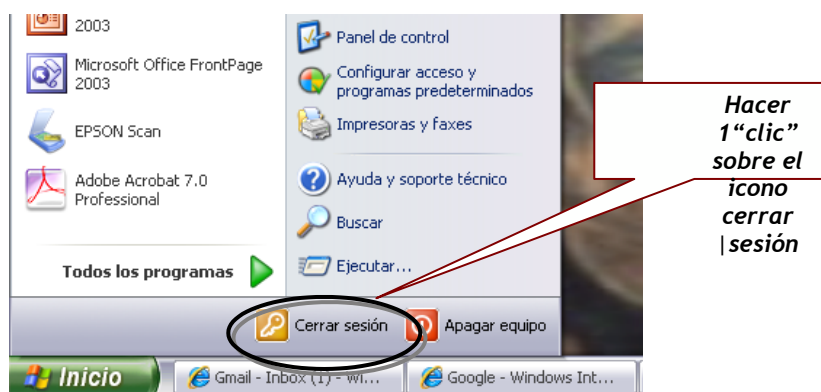 2003
Microsoft Office FrontPage
2003
EPSON Scan
Adobe Acrobat 7.0
Professional
Todos los programas
Panel de control
Configurar acceso y
programas predeterminados
Impresoras y faxes
Ayuda y soporte técnico
Buscar
Ejecutar...
Cerrar sesión
Apagar equipo
Inicio
Gmail - Inbox (1) - Wi...
Google - Windows Int...
Hacer
1“clic”
sobre el
icono
cerrar
|sesión